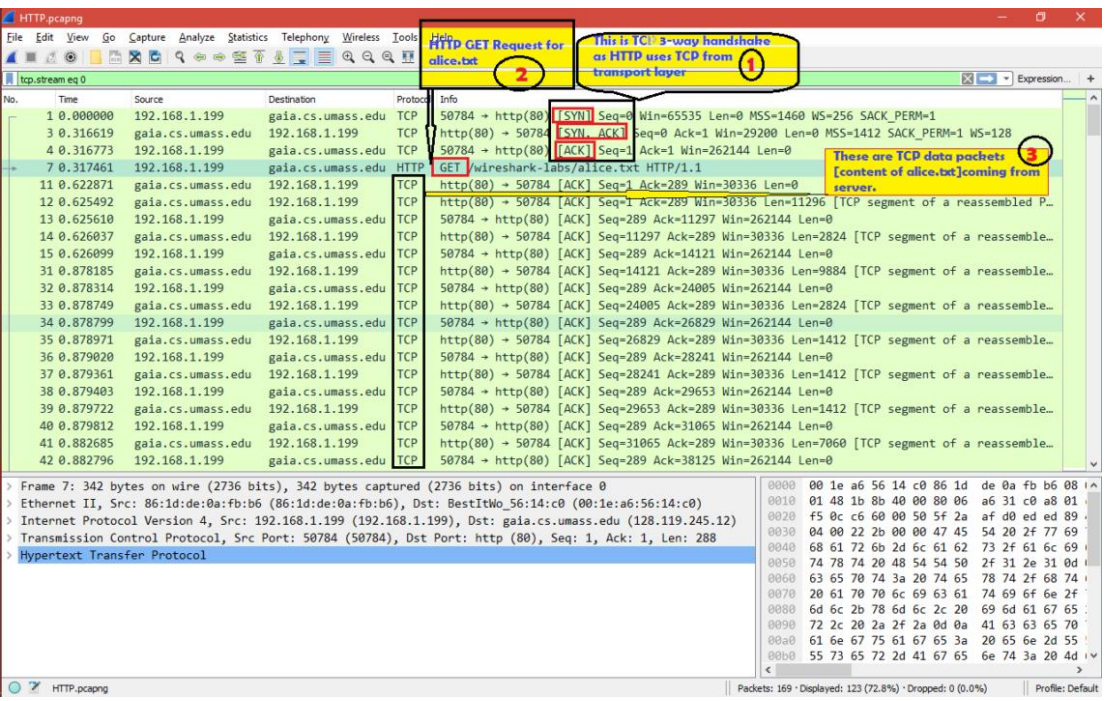 HTTP.pcapng
File Edit View Go Capture Analyze Statistics Telephony Wireless Tools Help
HTTP GET Request for
alice.txt
2
This is TCP 3-way handshake
as HTTP uses TCP from
transport layer
1
tcp.stream eq 0
Expression...
No. Time Source Destination Protocol Info
1 0.000000 192.168.1.199 gaia.cs.umass.edu TCP 50784 → http(80) [SYN] Seq=0 Win=65535 Len=0 MSS=1460 WS=256 SACK_PERM=1
3 0.316619 gaia.cs.umass.edu 192.168.1.199 TCP http(80) → 50784 [SYN, ACK] Seq=0 Ack=1 Win=29200 Len=0 MSS=1412 SACK_PERM=1 WS=128
4 0.316773 192.168.1.199 gaia.cs.umass.edu TCP 50784 → http(80) [ACK] Seq=1 Ack=1 Win=262144 Len=0
7 0.317461 192.168.1.199 gaia.cs.umass.edu HTTP GET /wireshark-labs/alice.txt HTTP/1.1
These are TCP data packets
[content of alice.txt]coming from
server.
3
11 0.622871 gaia.cs.umass.edu 192.168.1.199 TCP http(80) → 50784 [ACK] Seq=1 Ack=289 Win=30336 Len=0
12 0.625492 gaia.cs.umass.edu 192.168.1.199 TCP http(80) → 50784 [ACK] Seq=1 Ack=289 Win=30336 Len=11296 [TCP segment of a reassembled P…
13 0.625610 192.168.1.199 gaia.cs.umass.edu TCP 50784 → http(80) [ACK] Seq=289 Ack=11297 Win=262144 Len=0
14 0.626037 gaia.cs.umass.edu 192.168.1.199 TCP http(80) → 50784 [ACK] Seq=11297 Ack=289 Win=30336 Len=2824 [TCP segment of a reassemble…
15 0.626099 192.168.1.199 gaia.cs.umass.edu TCP 50784 → http(80) [ACK] Seq=289 Ack=14121 Win=262144 Len=0
31 0.878185 gaia.cs.umass.edu 192.168.1.199 TCP http(80) → 50784 [ACK] Seq=14121 Ack=289 Win=30336 Len=9884 [TCP segment of a reassemble…
32 0.878314 192.168.1.199 gaia.cs.umass.edu TCP 50784 → http(80) [ACK] Seq=289 Ack=24005 Win=262144 Len=0
33 0.878749 gaia.cs.umass.edu 192.168.1.199 TCP http(80) → 50784 [ACK] Seq=24005 Ack=289 Win=30336 Len=2824 [TCP segment of a reassemble…
34 0.878799 192.168.1.199 gaia.cs.umass.edu TCP 50784 → http(80) [ACK] Seq=289 Ack=26829 Win=262144 Len=0
35 0.878971 gaia.cs.umass.edu 192.168.1.199 TCP http(80) → 50784 [ACK] Seq=26829 Ack=289 Win=30336 Len=1412 [TCP segment of a reassemble…
36 0.879020 192.168.1.199 gaia.cs.umass.edu TCP 50784 → http(80) [ACK] Seq=289 Ack=28241 Win=262144 Len=0
37 0.879361 gaia.cs.umass.edu 192.168.1.199 TCP http(80) → 50784 [ACK] Seq=28241 Ack=289 Win=30336 Len=1412 [TCP segment of a reassemble…
38 0.879403 192.168.1.199 gaia.cs.umass.edu TCP 50784 → http(80) [ACK] Seq=289 Ack=29653 Win=262144 Len=0
39 0.879722 gaia.cs.umass.edu 192.168.1.199 TCP http(80) → 50784 [ACK] Seq=29653 Ack=289 Win=30336 Len=1412 [TCP segment of a reassemble…
40 0.879812 192.168.1.199 gaia.cs.umass.edu TCP 50784 → http(80) [ACK] Seq=289 Ack=31065 Win=262144 Len=0
41 0.882685 gaia.cs.umass.edu 192.168.1.199 TCP http(80) → 50784 [ACK] Seq=31065 Ack=289 Win=30336 Len=7060 [TCP segment of a reassemble…
42 0.882796 192.168.1.199 gaia.cs.umass.edu TCP 50784 → http(80) [ACK] Seq=289 Ack=38125 Win=262144 Len=0
Frame 7: 342 bytes on wire (2736 bits), 342 bytes captured (2736 bits) on interface 0
Ethernet II, Src: 86:1d:de:0a:fb:b6 (86:1d:de:0a:fb:b6), Dst: BestItWo_56:14:c0 (00:1e:a6:56:14:c0)
Internet Protocol Version 4, Src: 192.168.1.199 (192.168.1.199), Dst: gaia.cs.umass.edu (128.119.245.12)
Transmission Control Protocol, Src Port: 50784 (50784), Dst Port: http (80), Seq: 1, Ack: 1, Len: 288
Hypertext Transfer Protocol
0000 00 1e a6 56 14 c0 86 1d de 0a fb b6 08
0010 01 48 1b 8b 40 00 80 06 a6 31 c0 a8 01
0020 f5 0c c6 60 00 50 5f 2a af d0 ed ed 89
0030 04 00 22 2b 00 00 47 45 54 20 2f 77 69
0040 68 61 72 6b 2d 6c 61 62 73 2f 61 6c 69
0050 74 78 74 20 48 54 54 50 2f 31 2e 31 0d
0060 63 65 70 74 3a 20 74 65 78 74 2f 68 74
0070 20 61 70 70 6c 69 63 61 74 69 6f 6e 2f
0080 6d 6c 2b 78 6d 6c 2c 20 69 6d 61 67 65
0090 72 2c 20 2a 2f 2a 0d 0a 41 63 63 65 70
00a0 61 6e 67 75 61 67 65 3a 20 65 6e 2d 55
00b0 55 73 65 72 2d 41 67 65 6e 74 3a 20 4d
HTTP.pcapng
Packets: 169 · Displayed: 123 (72.8%) · Dropped: 0 (0.0%)
Profile: Default